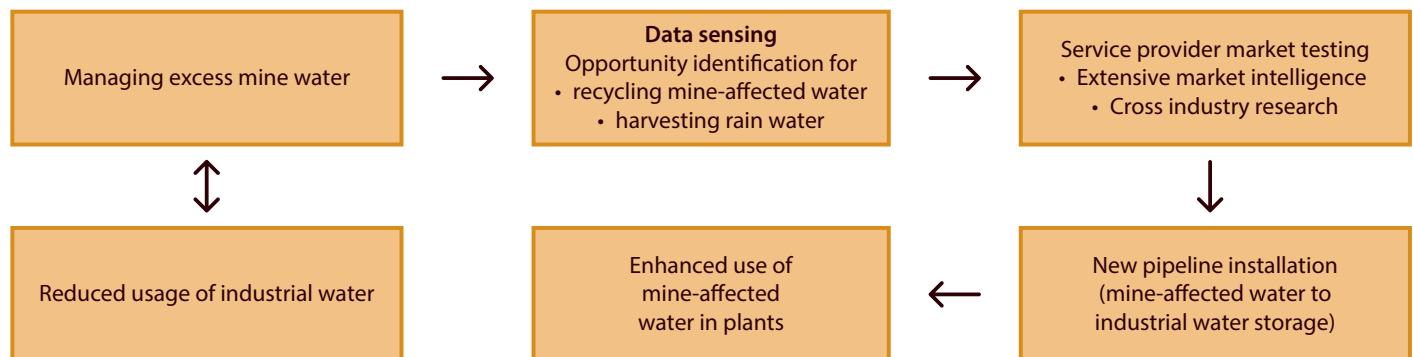 Managing excess mine water
Data sensing
Opportunity identification for
• recycling mine-affected water
• harvesting rain water
Service provider market testing
• Extensive market intelligence
• Cross industry research
Reduced usage of industrial water
Enhanced use of
mine-affected
water in plants
New pipeline installation
(mine-affected water to
industrial water storage)